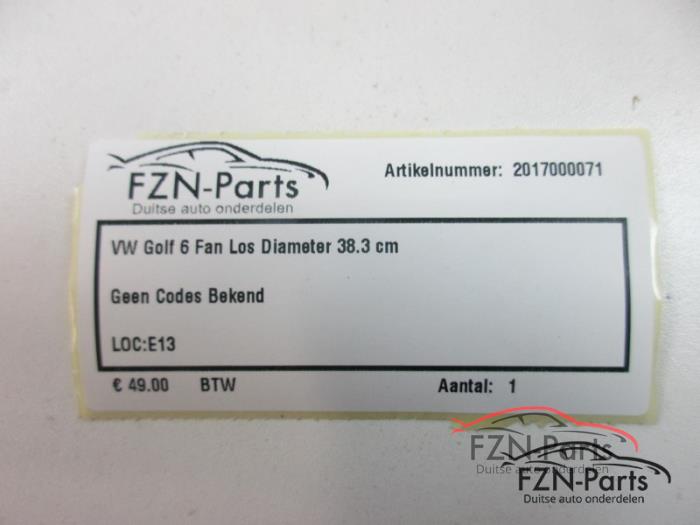 FZN-Parts
Duitse auto onderdelen
Artikelnummer: 2017000071
VW Golf 6 Fan Los Diameter 38.3 cm
Geen Codes Bekend
LOC:E13
€ 49.00 BTW Aantal: 1
FZN-Parts
Duitse auto onderdelen
FZN-Parts
Duitse auto onderdelen